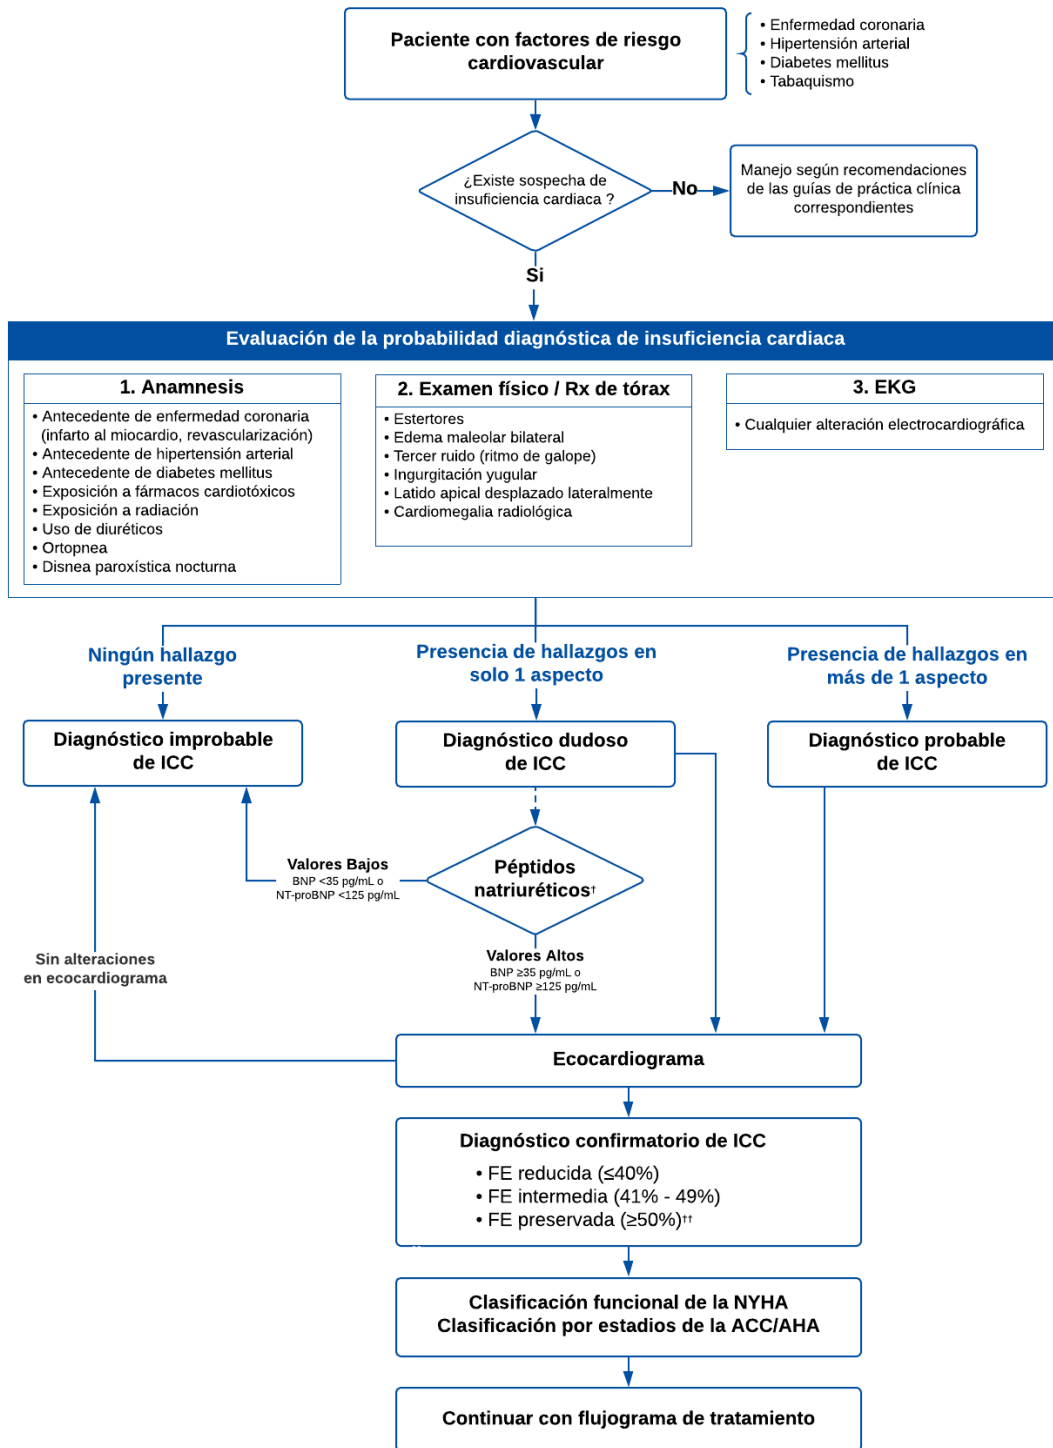 Paciente con factores de riesgo
cardiovascular
• Enfermedad coronaria
• Hipertensión arterial
• Diabetes mellitus
• Tabaquismo
¿Existe sospecha de
insuficiencia cardiaca ?
No
Manejo según recomendaciones
de las guías de práctica clínica
correspondientes
Si
Evaluación de la probabilidad diagnóstica de insuficiencia cardiaca
1. Anamnesis
• Antecedente de enfermedad coronaria
(infarto al miocardio, revascularización)
• Antecedente de hipertensión arterial
• Antecedente de diabetes mellitus
• Exposición a fármacos cardiotóxicos
• Exposición a radiación
• Uso de diuréticos
• Ortopnea
• Disnea paroxística nocturna
2. Examen físico / Rx de tórax
• Estertores
• Edema maleolar bilateral
• Tercer ruido (ritmo de galope)
• Ingurgitación yugular
• Latido apical desplazado lateralmente
• Cardiomegalia radiológica
3. EKG
• Cualquier alteración electrocardiográfica
Ningún hallazgo
presente
Presencia de hallazgos en
solo 1 aspecto
Presencia de hallazgos en
más de 1 aspecto
Diagnóstico improbable
de ICC
Diagnóstico dudoso
de ICC
Diagnóstico probable
de ICC
Valores Bajos
BNP <35 pg/mL o
NT-proBNP <125 pg/mL
Péptidos
natriuréticos†
Valores Altos
BNP ≥35 pg/mL o
NT-proBNP ≥125 pg/mL
Sin alteraciones
en ecocardiograma
Ecocardiograma
Diagnóstico confirmatorio de ICC
• FE reducida (≤40%)
• FE intermedia (41% - 49%)
• FE preservada (≥50%)††
Clasificación funcional de la NYHA
Clasificación por estadios de la ACC/AHA
Continuar con flujograma de tratamiento